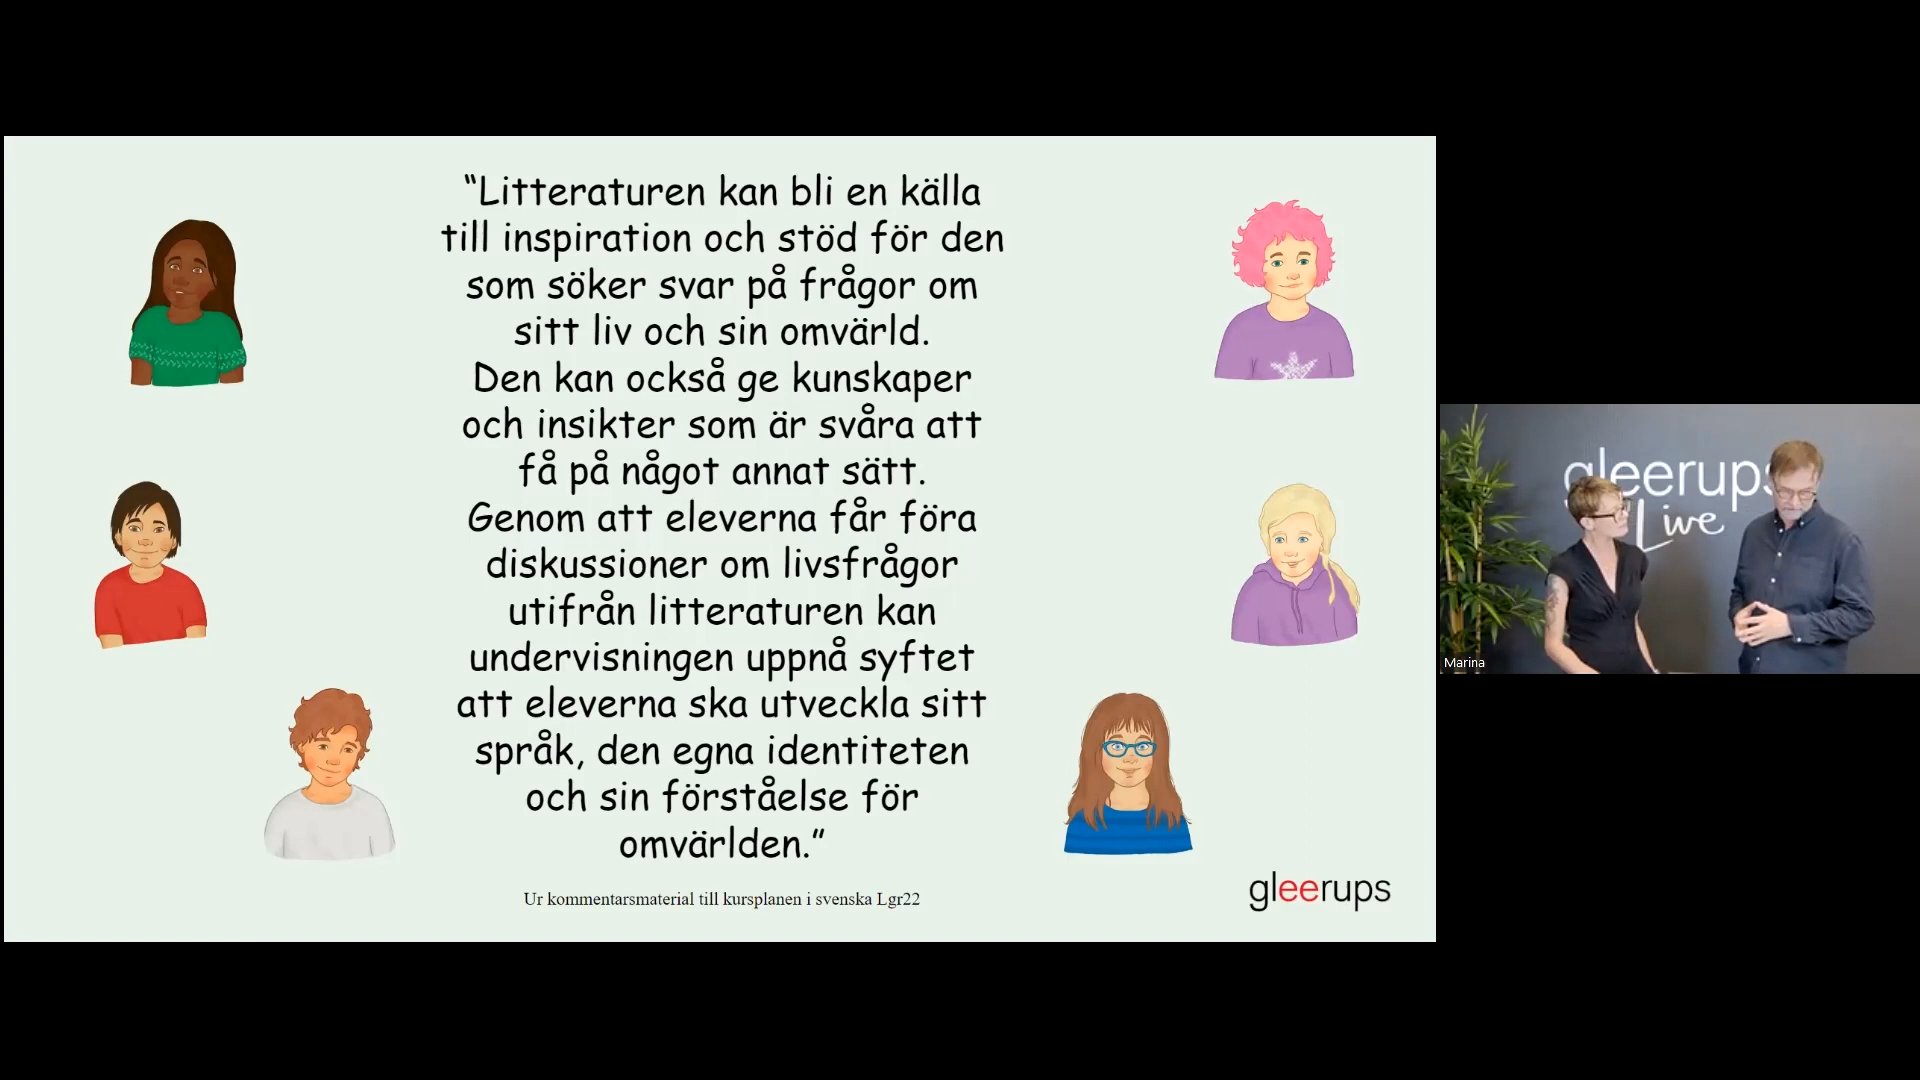 “Litteraturen kan bli en källa
till inspiration och stöd för den
som söker svar på frågor om
sitt liv och sin omvärld.
Den kan också ge kunskaper
och insikter som är svåra att
få på något annat sätt.
Genom att eleverna får föra
diskussioner om livsfrågor
utifrån litteraturen kan
undervisningen uppnå syftet
att eleverna ska utveckla sitt
språk, den egna identiteten
och sin förståelse för
omvärlden.”
Ur kommentarsmaterial till kursplanen i svenska Lgr22
gleerups
gleerups
Live
Marina